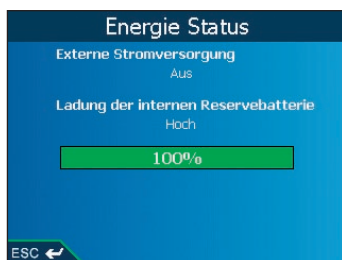 Energie Status
Externe Stromversorgung
Aus
Ladung der internen Reservebatterie
Hoch
100%
ESC